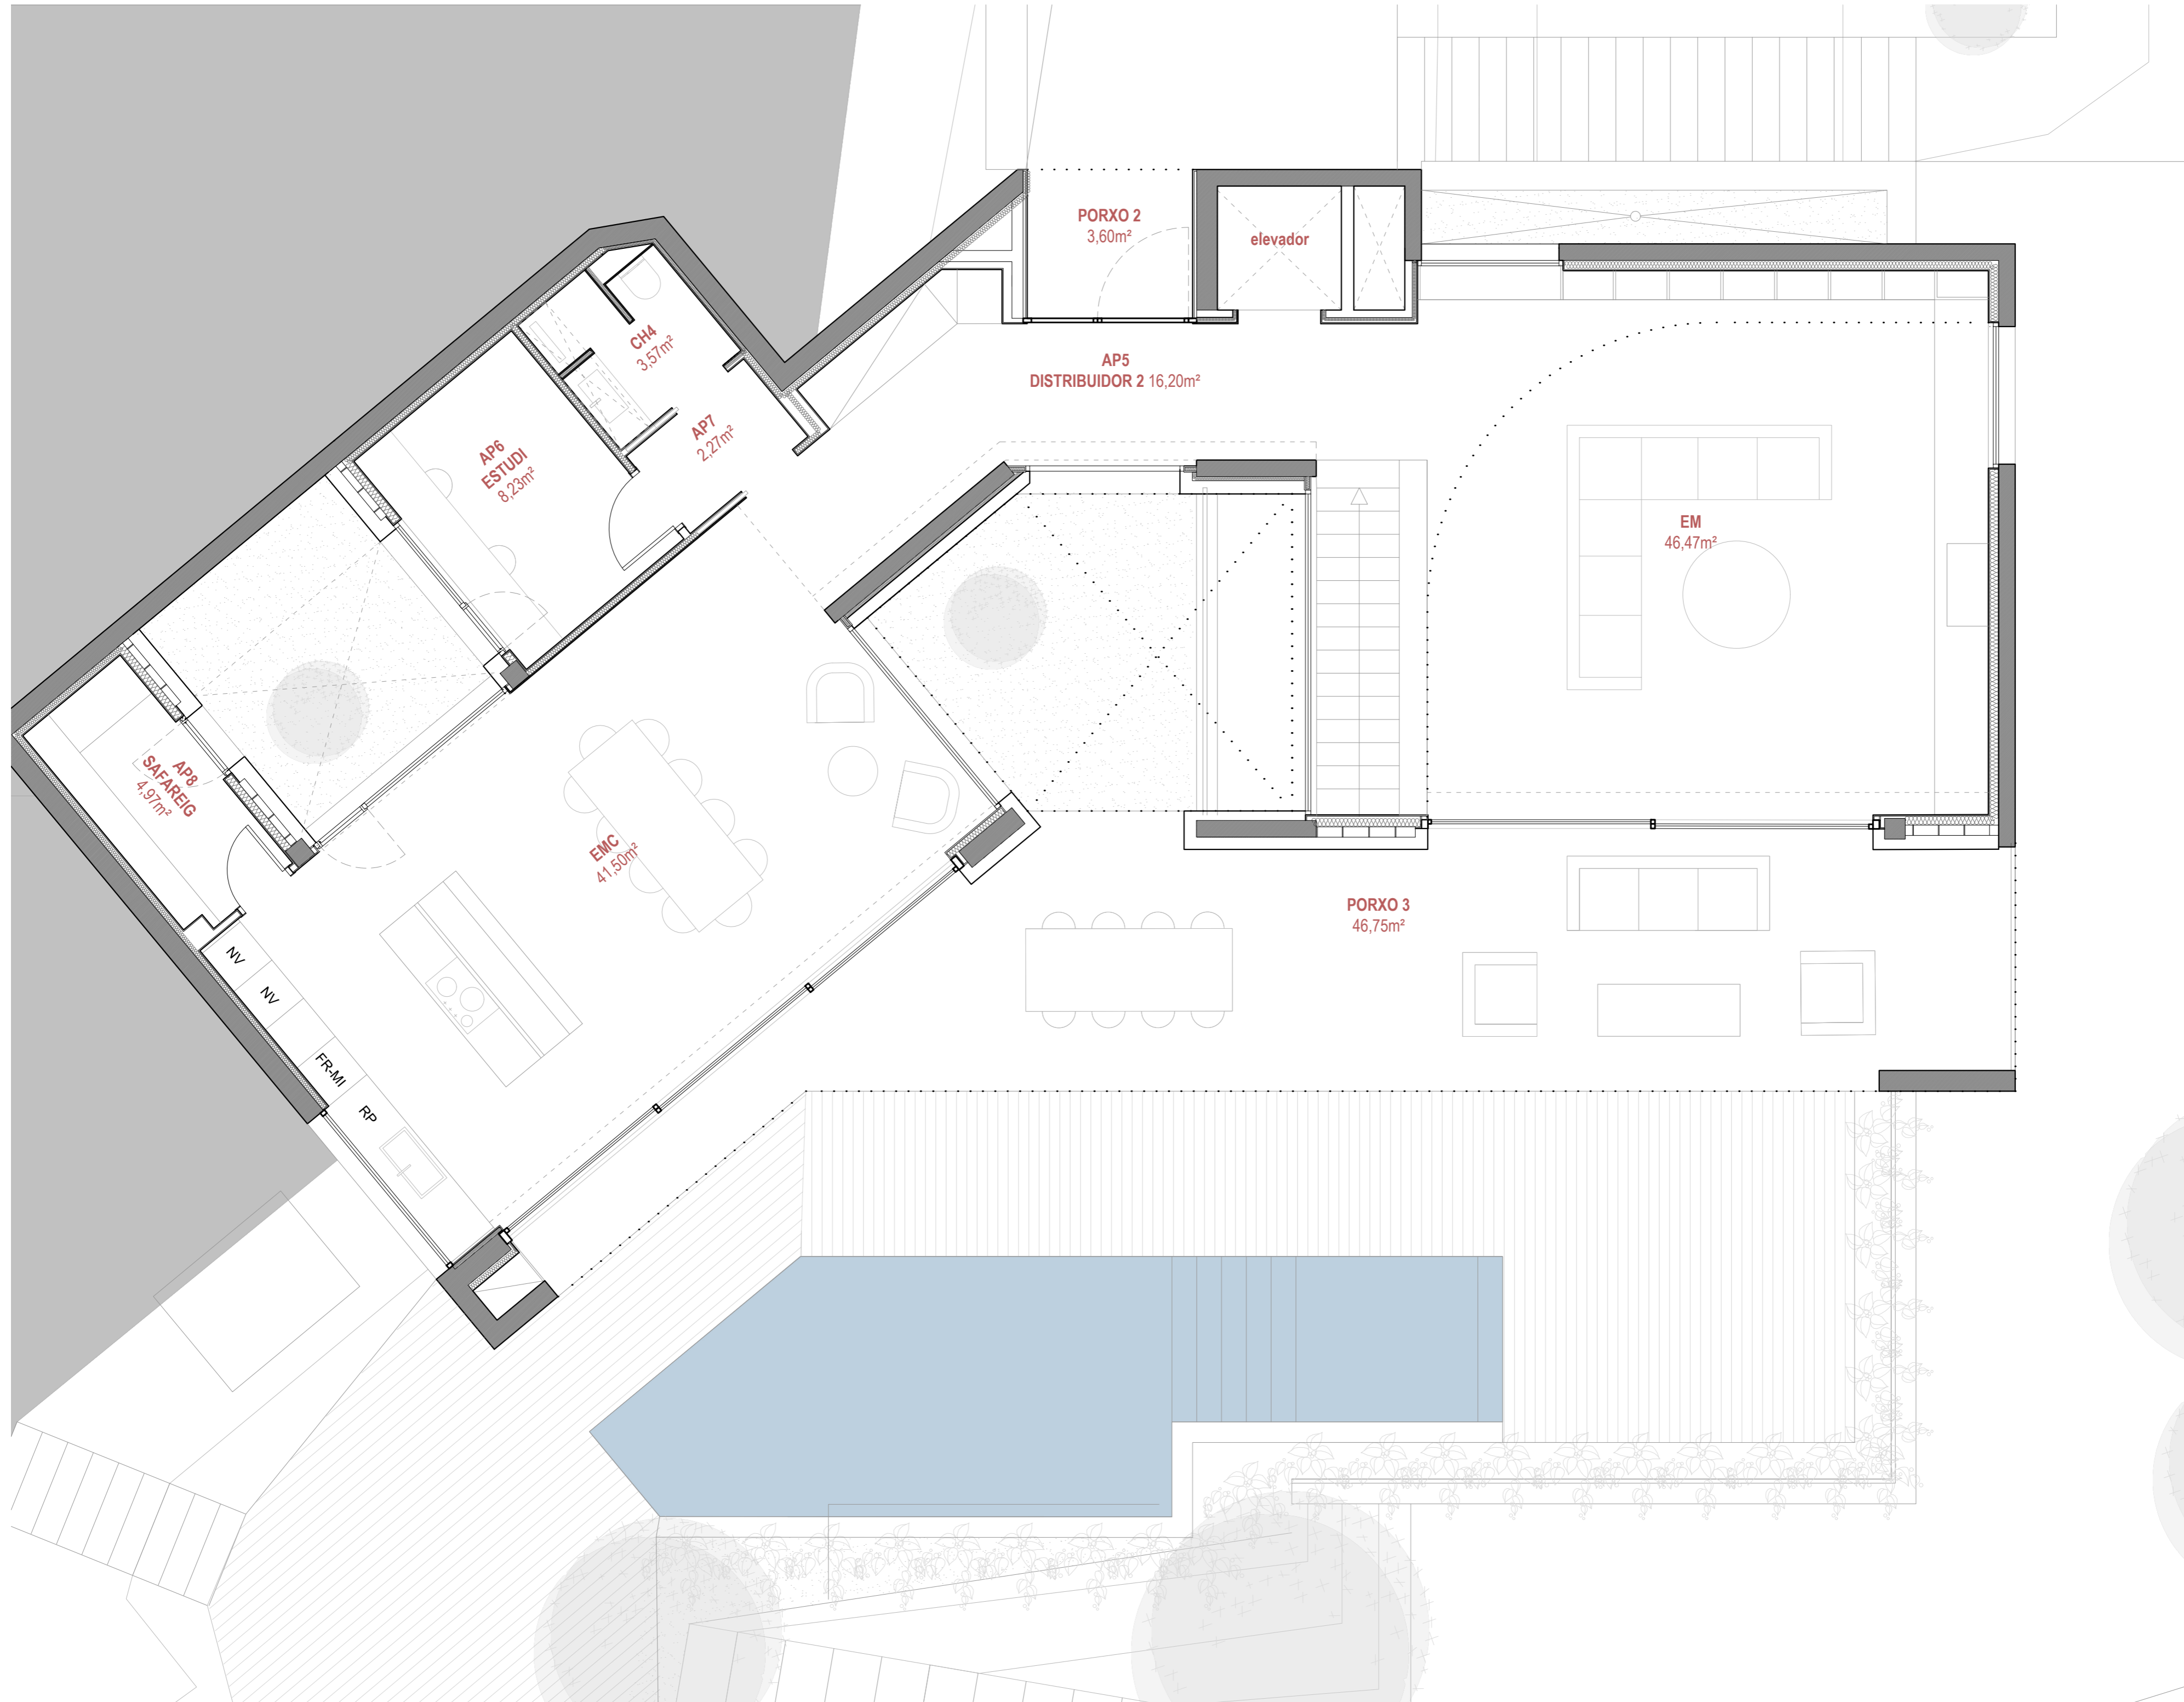 PORXO 2
3,60m²
elevador
CH4
3,57m²
AP5
DISTRIBUIDOR 2 16,20m²
AP7
2,27m²
AP6
ESTUDI
8,23m²
EM
46,47m²
AP8
SAFAREIG
4,97m²
EMC
41,50m²
PORXO 3
46,75m²
NV
NV
FR-MI
RP